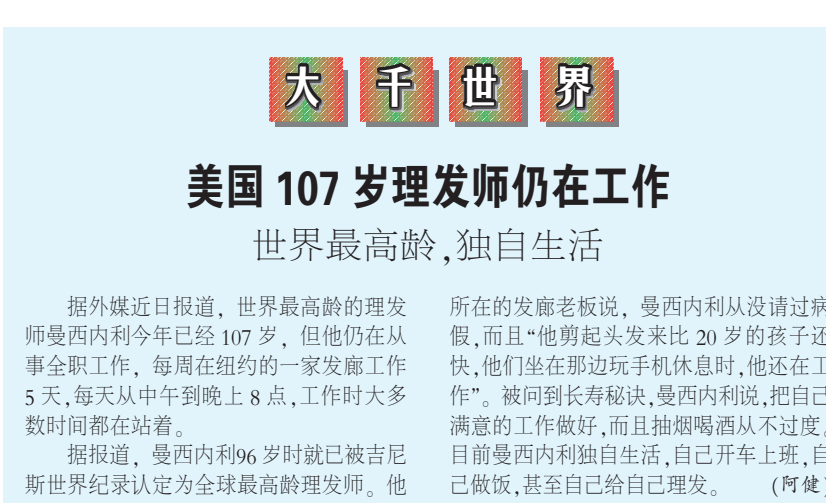 大千世界
美国 107 岁理发师仍在工作
世界最高龄,独自生活
据外媒近日报道，世界最高龄的理发
师曼西内利今年已经 107 岁，但他仍在从
事全职工作，每周在纽约的一家发廊工作
5 天,每天从中午到晚上 8 点,工作时大多
数时间都在站着。
据报道，曼西内利96 岁时就已被吉尼
斯世界纪录认定为全球最高龄理发师。他
所在的发廊老板说，曼西内利从没请过病
假,而且“他剪起头发来比 20 岁的孩子还
快,他们坐在那边玩手机休息时,他还在工
作”。被问到长寿秘诀,曼西内利说,把自己
满意的工作做好,而且抽烟喝酒从不过度。
目前曼西内利独自生活,自己开车上班,自
己做饭,甚至自己给自己理发。 (阿健)